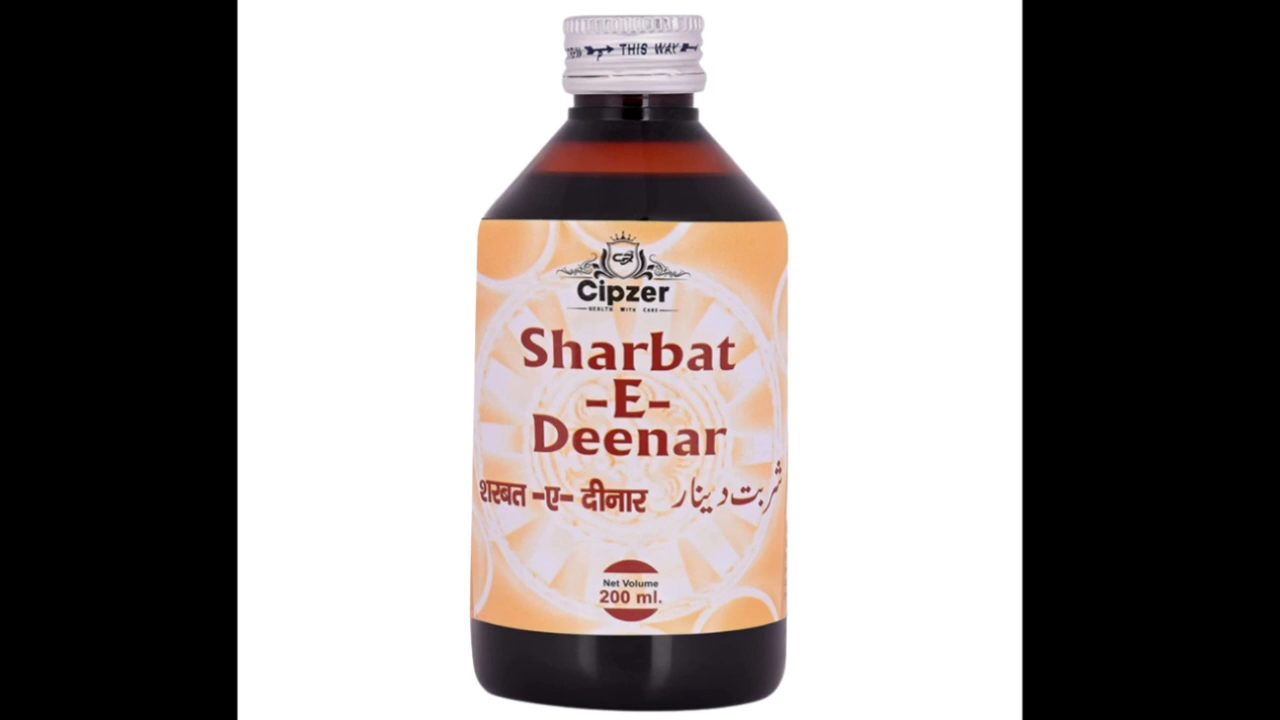 THIS WAY
Cipzer
HEALTH WITH CARE
Sharbat
-E-
Deenar
शरबत -ए- दीनार شربت دینار
Net Volume
200 ml.